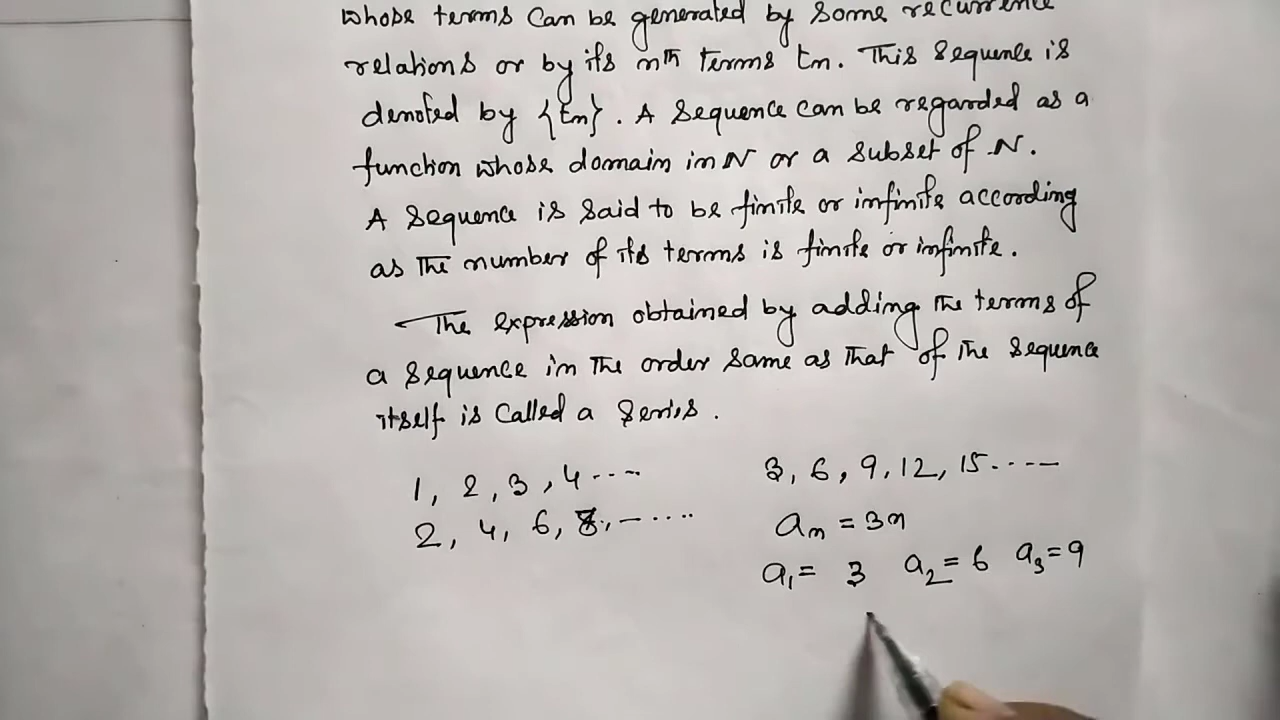 whose terms can be generated by some recurrence
relations or by its nth terms tn. This sequence is
denoted by {tn}. A sequence can be regarded as a
function whose domain in N or a subset of N.
A sequence is said to be finite or infinite according
as the number of its terms is finite or infinite.
The expression obtained by adding the terms of
a sequence in the order same as that of the sequence
itself is called a series.
1, 2, 3, 4....
2, 4, 6, 8, .....
3, 6, 9, 12, 15.....
an = 3n
a1 = 3 a2 = 6 a3 = 9